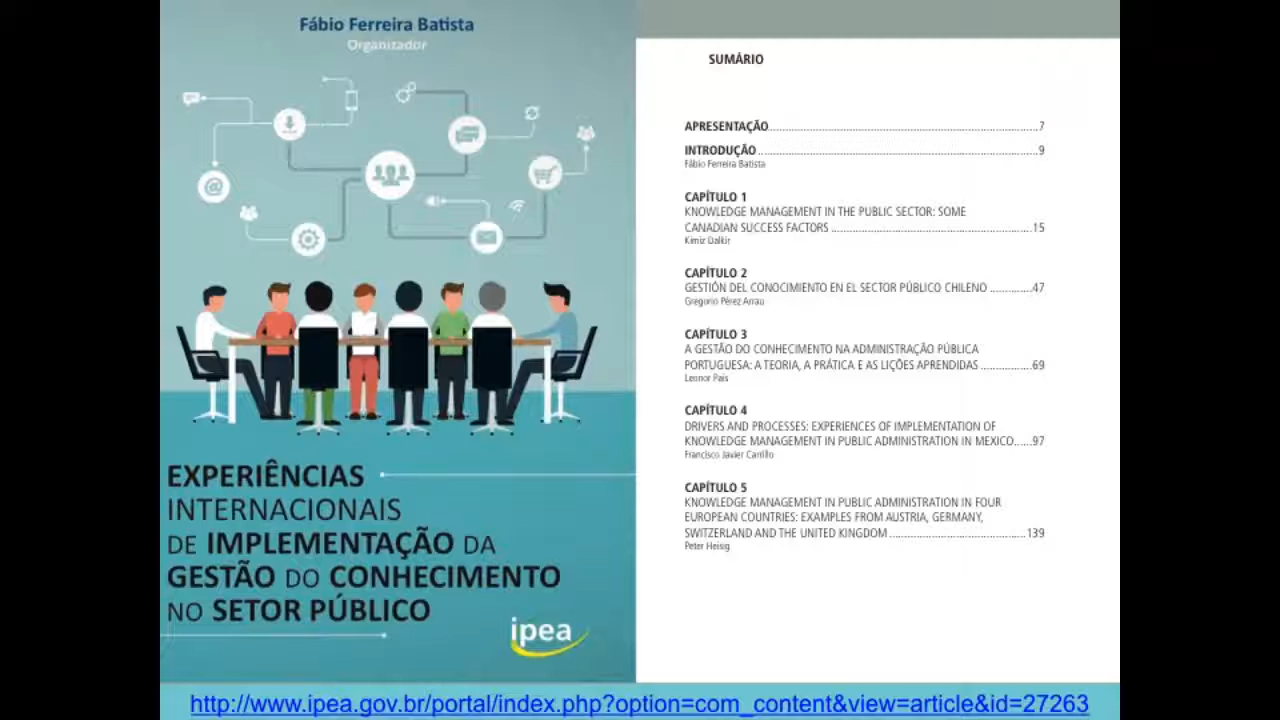 Fábio Ferreira Batista
Organizador
@
EXPERIÊNCIAS
INTERNACIONAIS
DE IMPLEMENTAÇÃO DA
GESTÃO DO CONHECIMENTO
NO SETOR PÚBLICO
ipea
SUMÁRIO
APRESENTAÇÃO.......................................................................................7
INTRODUÇÃO..........................................................................................9
Fábio Ferreira Batista
CAPÍTULO 1
KNOWLEDGE MANAGEMENT IN THE PUBLIC SECTOR: SOME
CANADIAN SUCCESS FACTORS ................................................................15
Kimiz Dalkir
CAPÍTULO 2
GESTIÓN DEL CONOCIMIENTO EN EL SECTOR PÚBLICO CHILENO .............47
Gregorio Pérez Arrau
CAPÍTULO 3
A GESTÃO DO CONHECIMENTO NA ADMINISTRAÇÃO PÚBLICA
PORTUGUESA: A TEORIA, A PRÁTICA E AS LIÇÕES APRENDIDAS ................69
Leonor Pais
CAPÍTULO 4
DRIVERS AND PROCESSES: EXPERIENCES OF IMPLEMENTATION OF
KNOWLEDGE MANAGEMENT IN PUBLIC ADMINISTRATION IN MEXICO......97
Francisco Javier Carrillo
CAPÍTULO 5
KNOWLEDGE MANAGEMENT IN PUBLIC ADMINISTRATION IN FOUR
EUROPEAN COUNTRIES: EXAMPLES FROM AUSTRIA, GERMANY,
SWITZERLAND AND THE UNITED KINGDOM ...........................................139
Peter Heisig
http://www.ipea.gov.br/portal/index.php?option=com_content&view=article&id=27263